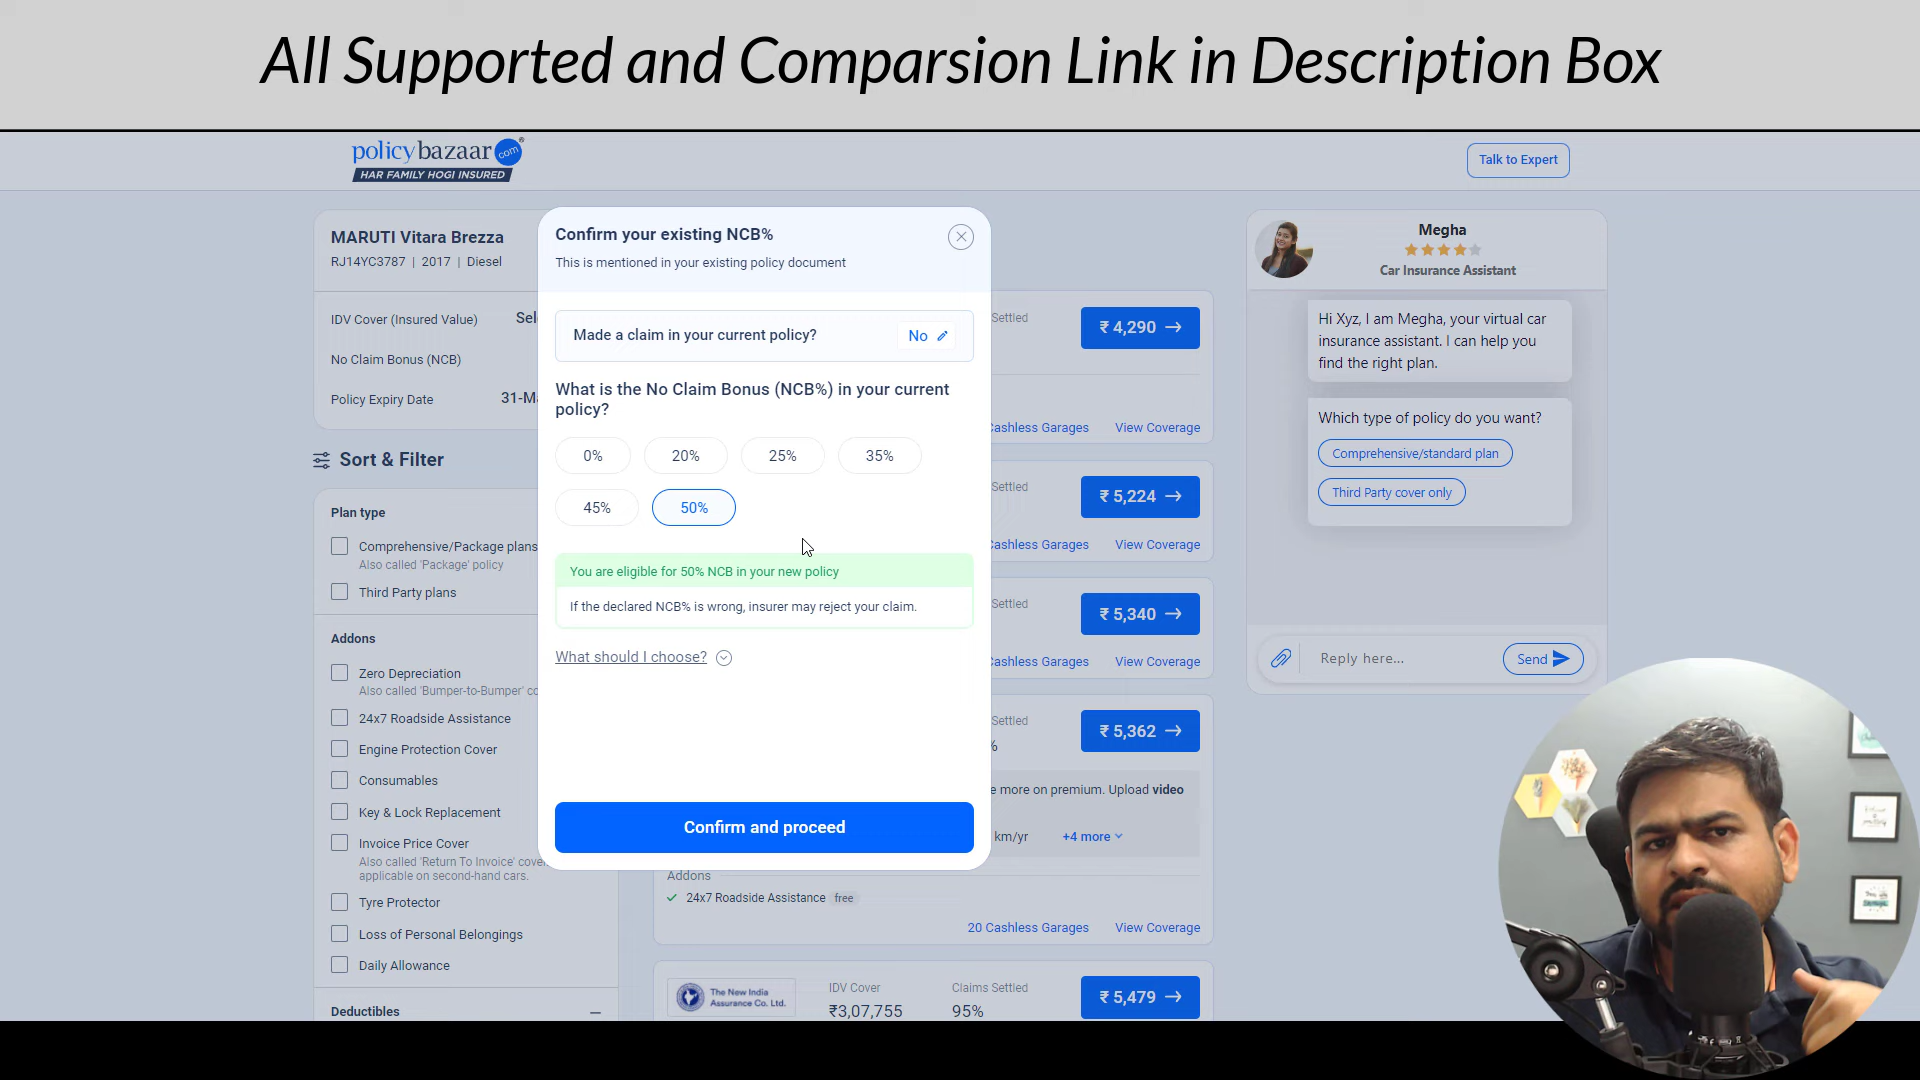 All Supported and Comparsion Link in Description Box
policybazaar.com
HAR FAMILY HOGI INSURED
Talk to Expert
MARUTI Vitara Brezza
RJ14YC3787 | 2017 | Diesel
IDV Cover (Insured Value) Sel
No Claim Bonus (NCB)
Policy Expiry Date 31-M
Sort & Filter
Plan type
Comprehensive/Package plans
Also called 'Package' policy
Third Party plans
Addons
Zero Depreciation
Also called 'Bumper-to-Bumper' co
24x7 Roadside Assistance
Engine Protection Cover
Consumables
Key & Lock Replacement
Invoice Price Cover
Also called 'Return To Invoice' cove
applicable on second-hand cars.
Tyre Protector
Loss of Personal Belongings
Daily Allowance
Deductibles
Confirm your existing NCB%
This is mentioned in your existing policy document
Made a claim in your current policy? No
What is the No Claim Bonus (NCB%) in your current
policy?
0% 20% 25% 35%
45% 50%
You are eligible for 50% NCB in your new policy
If the declared NCB% is wrong, insurer may reject your claim.
What should I choose?
Confirm and proceed
Settled ₹ 4,290
Cashless Garages View Coverage
Settled ₹ 5,224
Cashless Garages View Coverage
Settled ₹ 5,340
Cashless Garages View Coverage
Settled ₹ 5,362
%
e more on premium. Upload video
km/yr +4 more
Addons
24x7 Roadside Assistance free
20 Cashless Garages View Coverage
The New India
Assurance Co. Ltd.
IDV Cover Claims Settled
₹3,07,755 95%
₹ 5,479
Megha
Car Insurance Assistant
Hi Xyz, I am Megha, your virtual car
insurance assistant. I can help you
find the right plan.
Which type of policy do you want?
Comprehensive/standard plan
Third Party cover only
Reply here...
Send